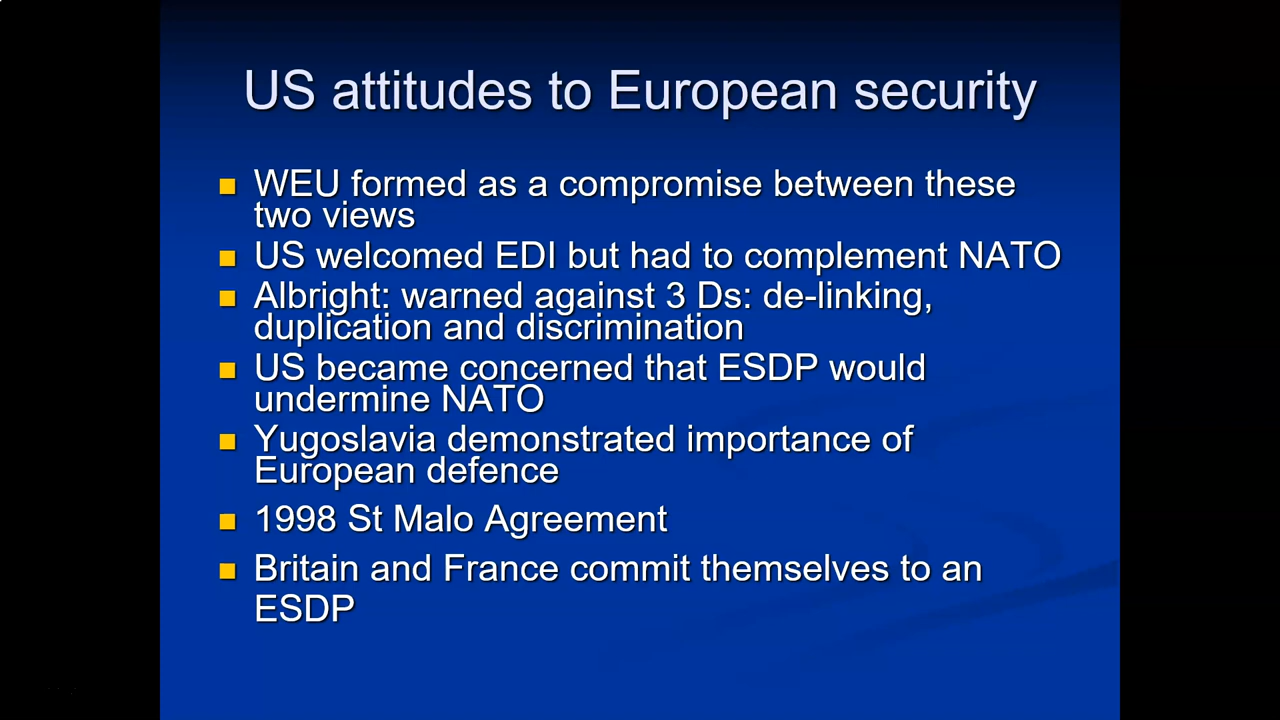 US attitudes to European security
WEU formed as a compromise between these
two views
US welcomed EDI but had to complement NATO
Albright: warned against 3 Ds: de-linking,
duplication and discrimination
US became concerned that ESDP would
undermine NATO
Yugoslavia demonstrated importance of
European defence
1998 St Malo Agreement
Britain and France commit themselves to an
ESDP